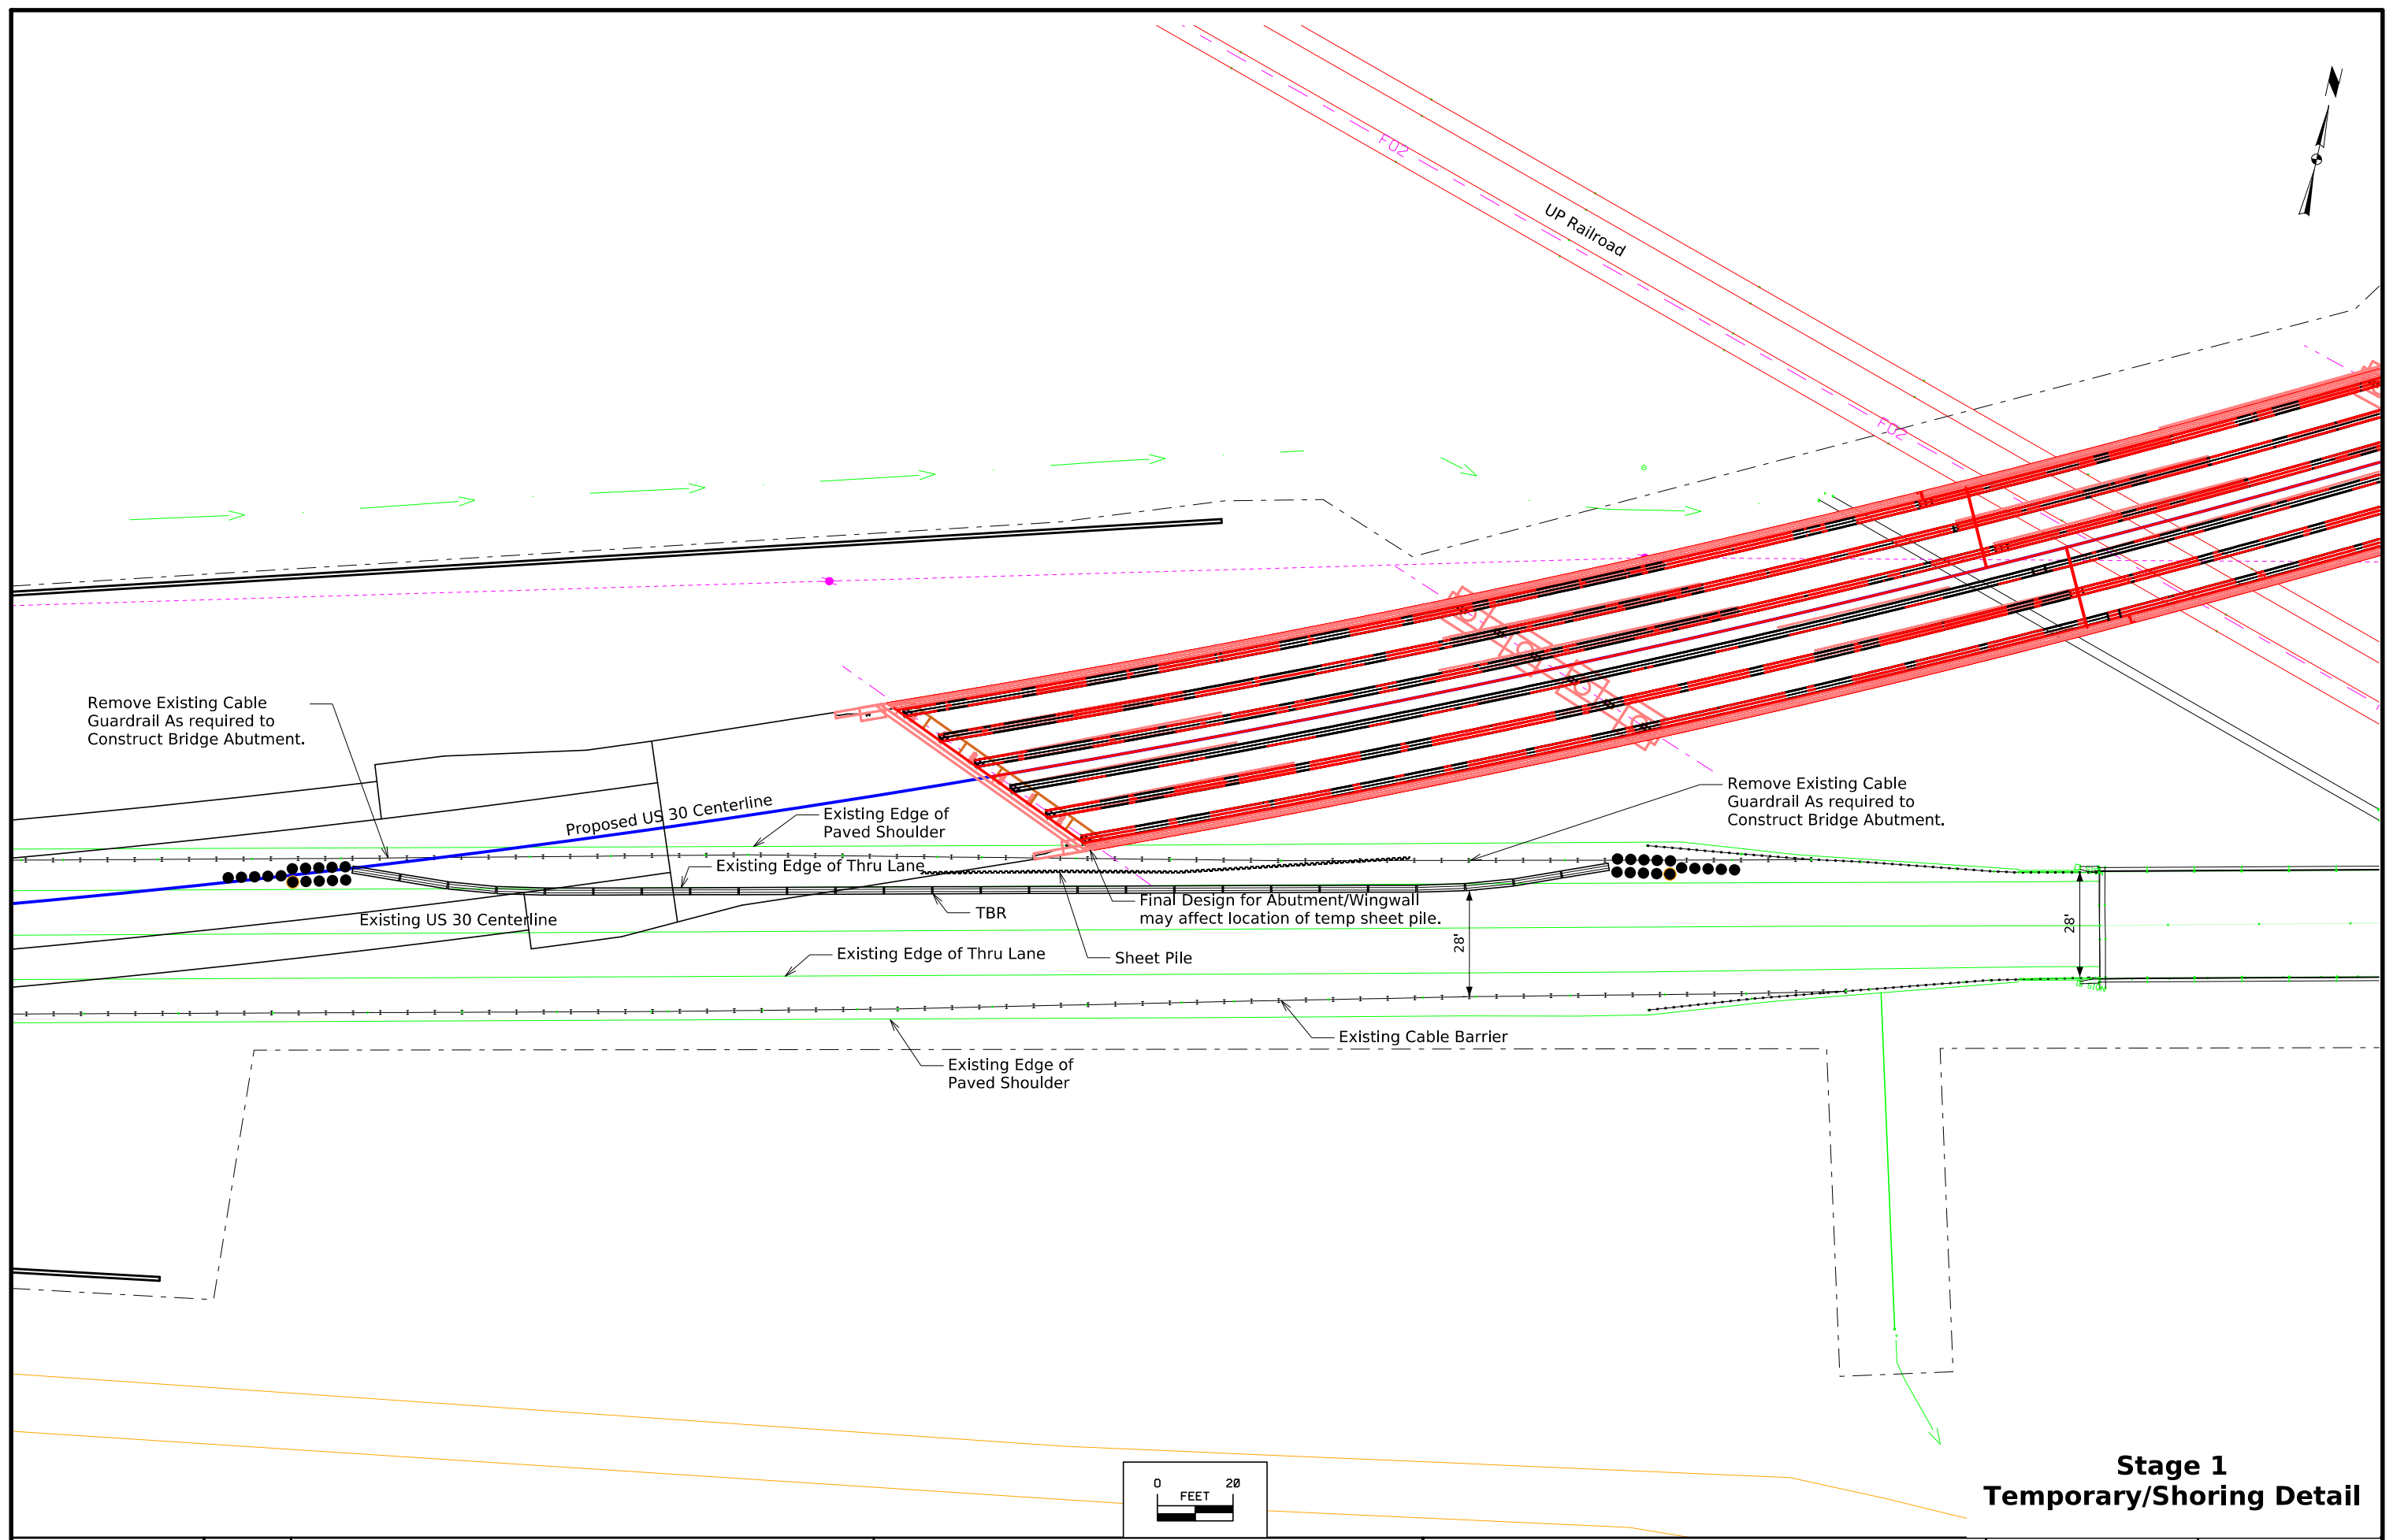 FO2
UP Railroad
FO2
Remove Existing Cable
Guardrail As required to
Construct Bridge Abutment.
Proposed US 30 Centerline
Existing Edge of
Paved Shoulder
Remove Existing Cable
Guardrail As required to
Construct Bridge Abutment.
Existing Edge of Thru Lane
TBR
Final Design for Abutment/Wingwall
may affect location of temp sheet pile.
Existing US 30 Centerline
28'
28'
Existing Edge of Thru Lane
Sheet Pile
Existing Cable Barrier
Existing Edge of
Paved Shoulder
0 20
FEET
Stage 1
Temporary/Shoring Detail